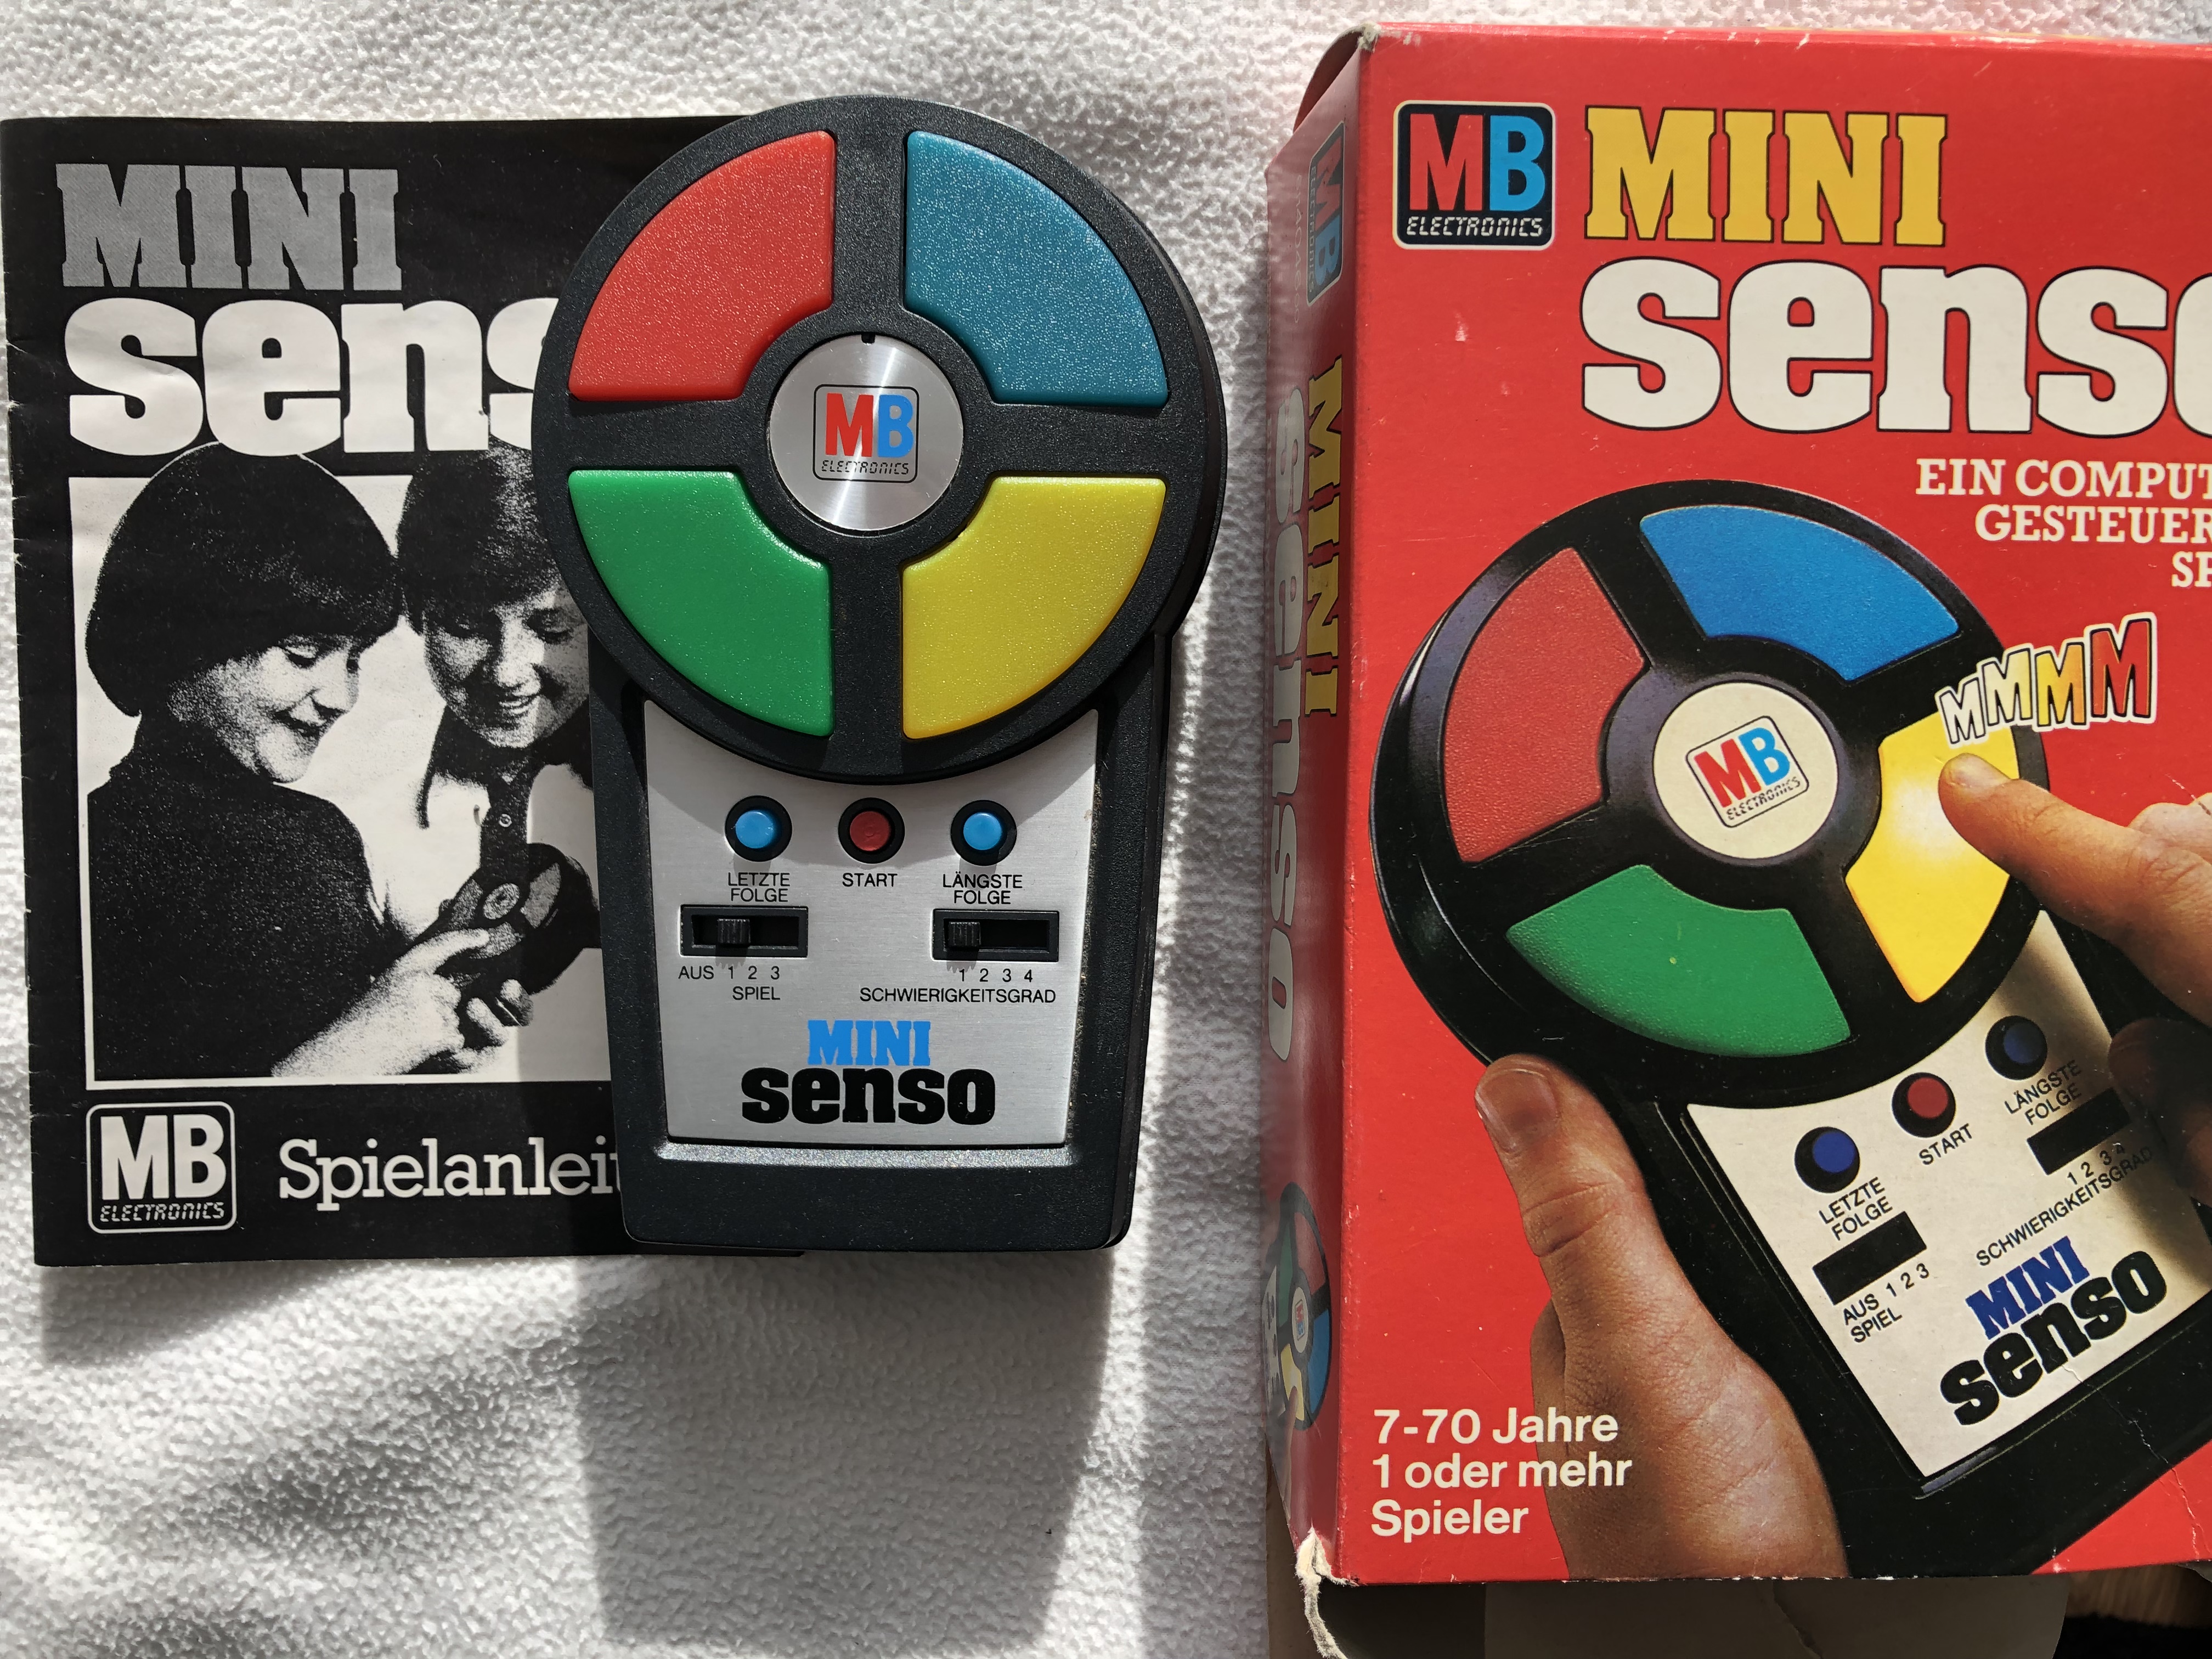 MINI
sens
MB
ELECTRONICS
Spielanleit
MB
ELECTRONICS
LETZTE
FOLGE
START
LÄNGSTE
FOLGE
AUS 1 2 3
SPIEL
1 2 3 4
SCHWIERIGKEITSGRAD
MINI
senso
MB
MINI
senso
MB
ELECTRONICS
MINI
senso
EIN COMPUT
GESTEUER
SP
MMMM
MB
ELECTRONICS
LETZTE
FOLGE
START
LÄNGSTE
FOLGE
AUS 1 2 3
SPIEL
1 2 3 4
SCHWIERIGKEITSGRAD
MINI
senso
7-70 Jahre
1 oder mehr
Spieler